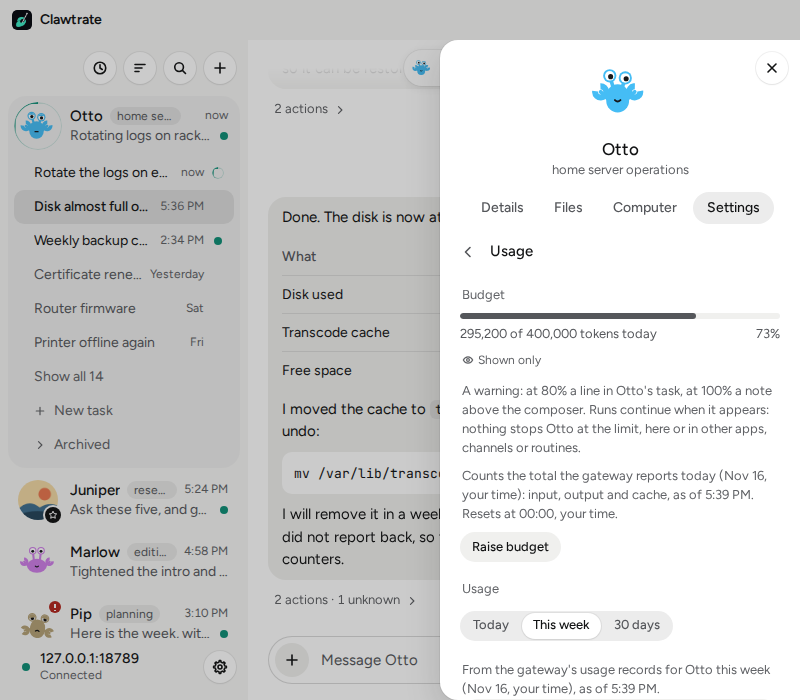 Clawtrate
Otto
home se...
now
Rotating logs on rack...
Rotate the logs on e...
now
Disk almost full o...
5:36 PM
Weekly backup c...
2:34 PM
Certificate rene...
Yesterday
Router firmware
Sat
Printer offline again
Fri
Show all 14
New task
Archived
Juniper
rese...
5:24 PM
Ask these five, and g...
Marlow
editi...
4:58 PM
Tightened the intro and ...
Pip
planning
3:10 PM
Here is the week. wit...
127.0.0.1:18789
Connected
2 actions
Done. The disk is now at
What
Disk used
Transcode cache
Free space
I moved the cache to
undo:
mv /var/lib/transc
I will remove it in a week
did not report back, so
counters.
2 actions · 1 unknown
Message Otto
Otto
home server operations
Details
Files
Computer
Settings
Usage
Budget
295,200 of 400,000 tokens today
73%
Shown only
A warning: at 80% a line in Otto's task, at 100% a note
above the composer. Runs continue when it appears:
nothing stops Otto at the limit, here or in other apps,
channels or routines.
Counts the total the gateway reports today (Nov 16,
your time): input, output and cache, as of 5:39 PM.
Resets at 00:00, your time.
Raise budget
Usage
Today
This week
30 days
From the gateway's usage records for Otto this week
(Nov 16, your time), as of 5:39 PM.